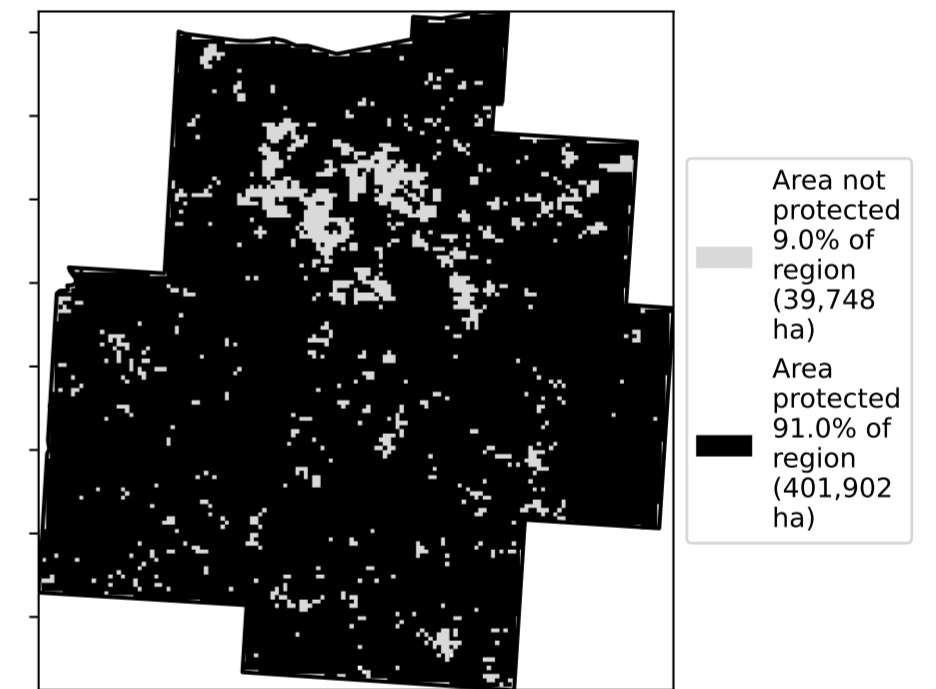 Area not
protected
9.0% of
region
(39,748
ha)
Area
protected
91.0% of
region
(401,902
ha)